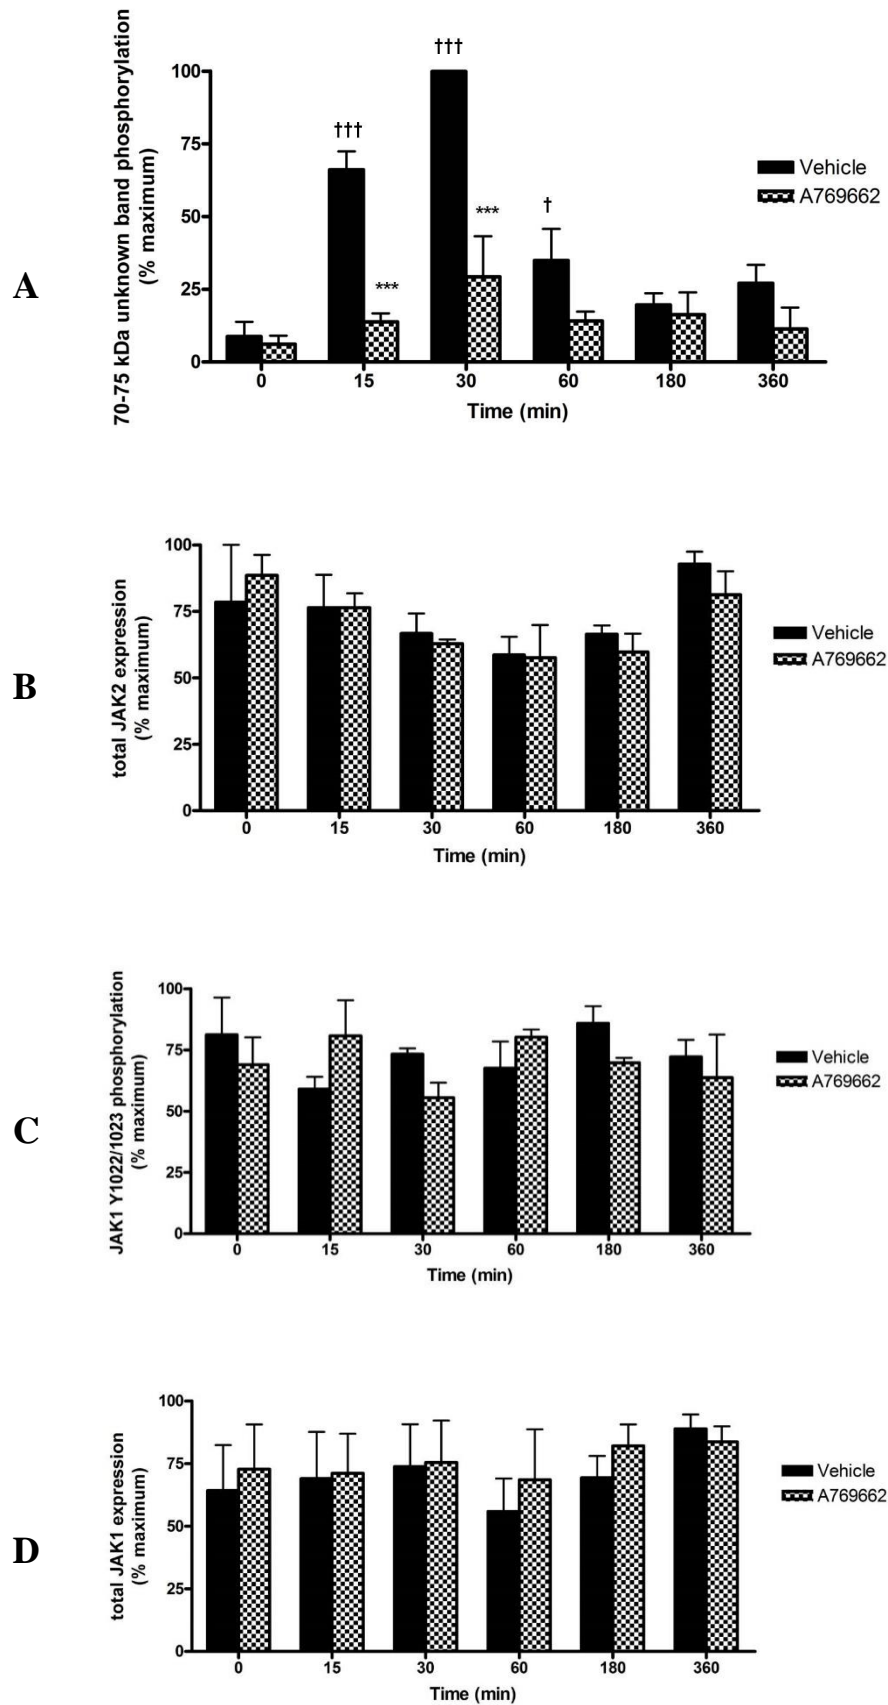 A
70-75 kDa unknown band phosphorylation
(% maximum)
100
75
50
25
0
†††
†††
†
***
***
Vehicle
A769662
0 15 30 60 180 360
Time (min)
B
total JAK2 expression
(% maximum)
100
75
50
25
0
Vehicle
A769662
0 15 30 60 180 360
Time (min)
C
JAK1 Y1022/1023 phosphorylation
(% maximum)
100
75
50
25
0
Vehicle
A769662
0 15 30 60 180 360
Time (min)
D
total JAK1 expression
(% maximum)
100
75
50
25
0
Vehicle
A769662
0 15 30 60 180 360
Time (min)